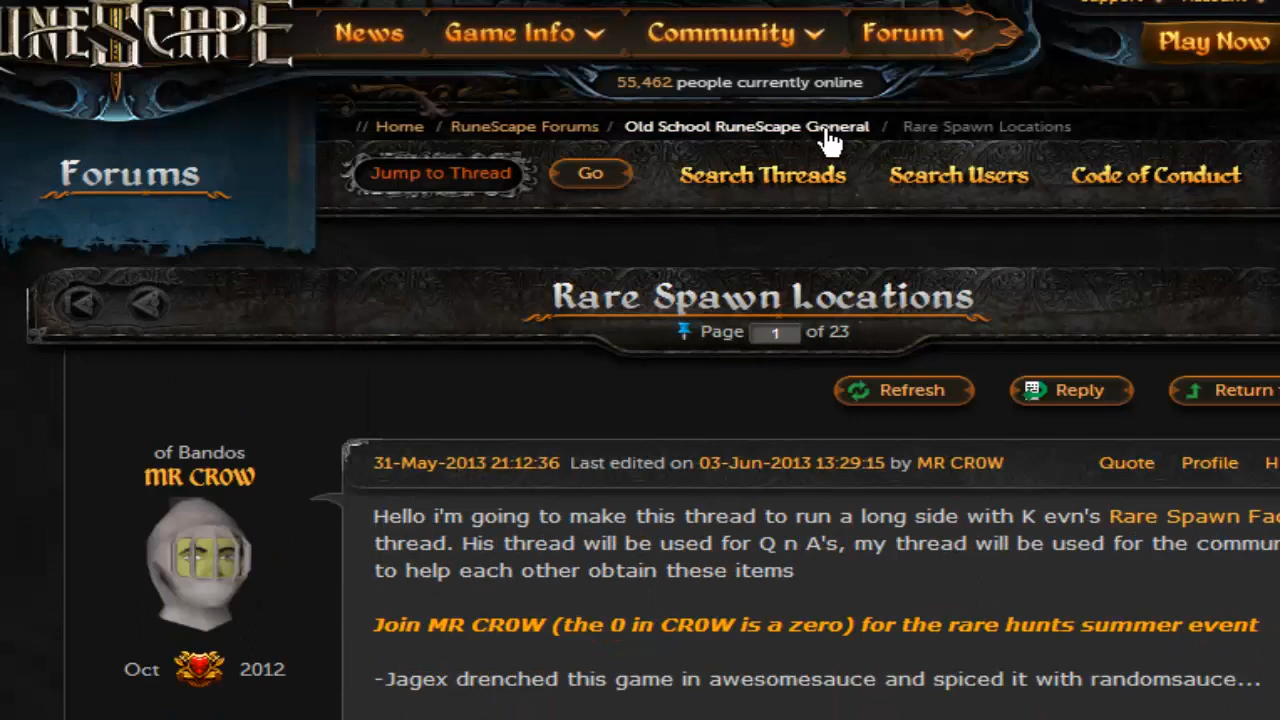 UNESCAPE
News Game Info Community Forum
Play Now
55,462 people currently online
// Home / RuneScape Forums / Old School RuneScape General / Rare Spawn Locations
Forums
Jump to Thread Go Search Threads Search Users Code of Conduct
Rare Spawn Locations
Page 1 of 23
Refresh Reply Return
of Bandos
MR CR0W
31-May-2013 21:12:36 Last edited on 03-Jun-2013 13:29:15 by MR CR0W Quote Profile H
Hello i'm going to make this thread to run a long side with K evn's Rare Spawn Fac
thread. His thread will be used for Q n A's, my thread will be used for the commun
to help each other obtain these items
Join MR CR0W (the 0 in CR0W is a zero) for the rare hunts summer event
Oct 2012
-Jagex drenched this game in awesomesauce and spiced it with randomsauce...